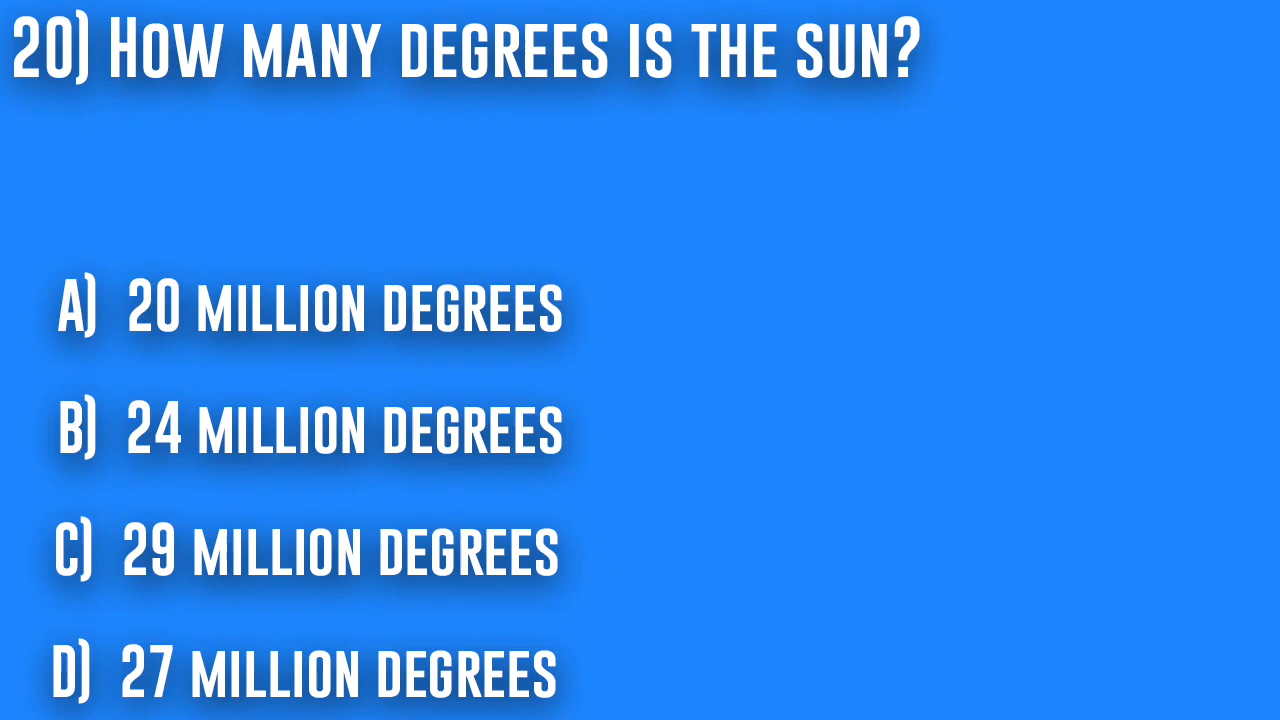 20) How many degrees is the sun?
A) 20 million degrees
B) 24 million degrees
C) 29 million degrees
D) 27 million degrees